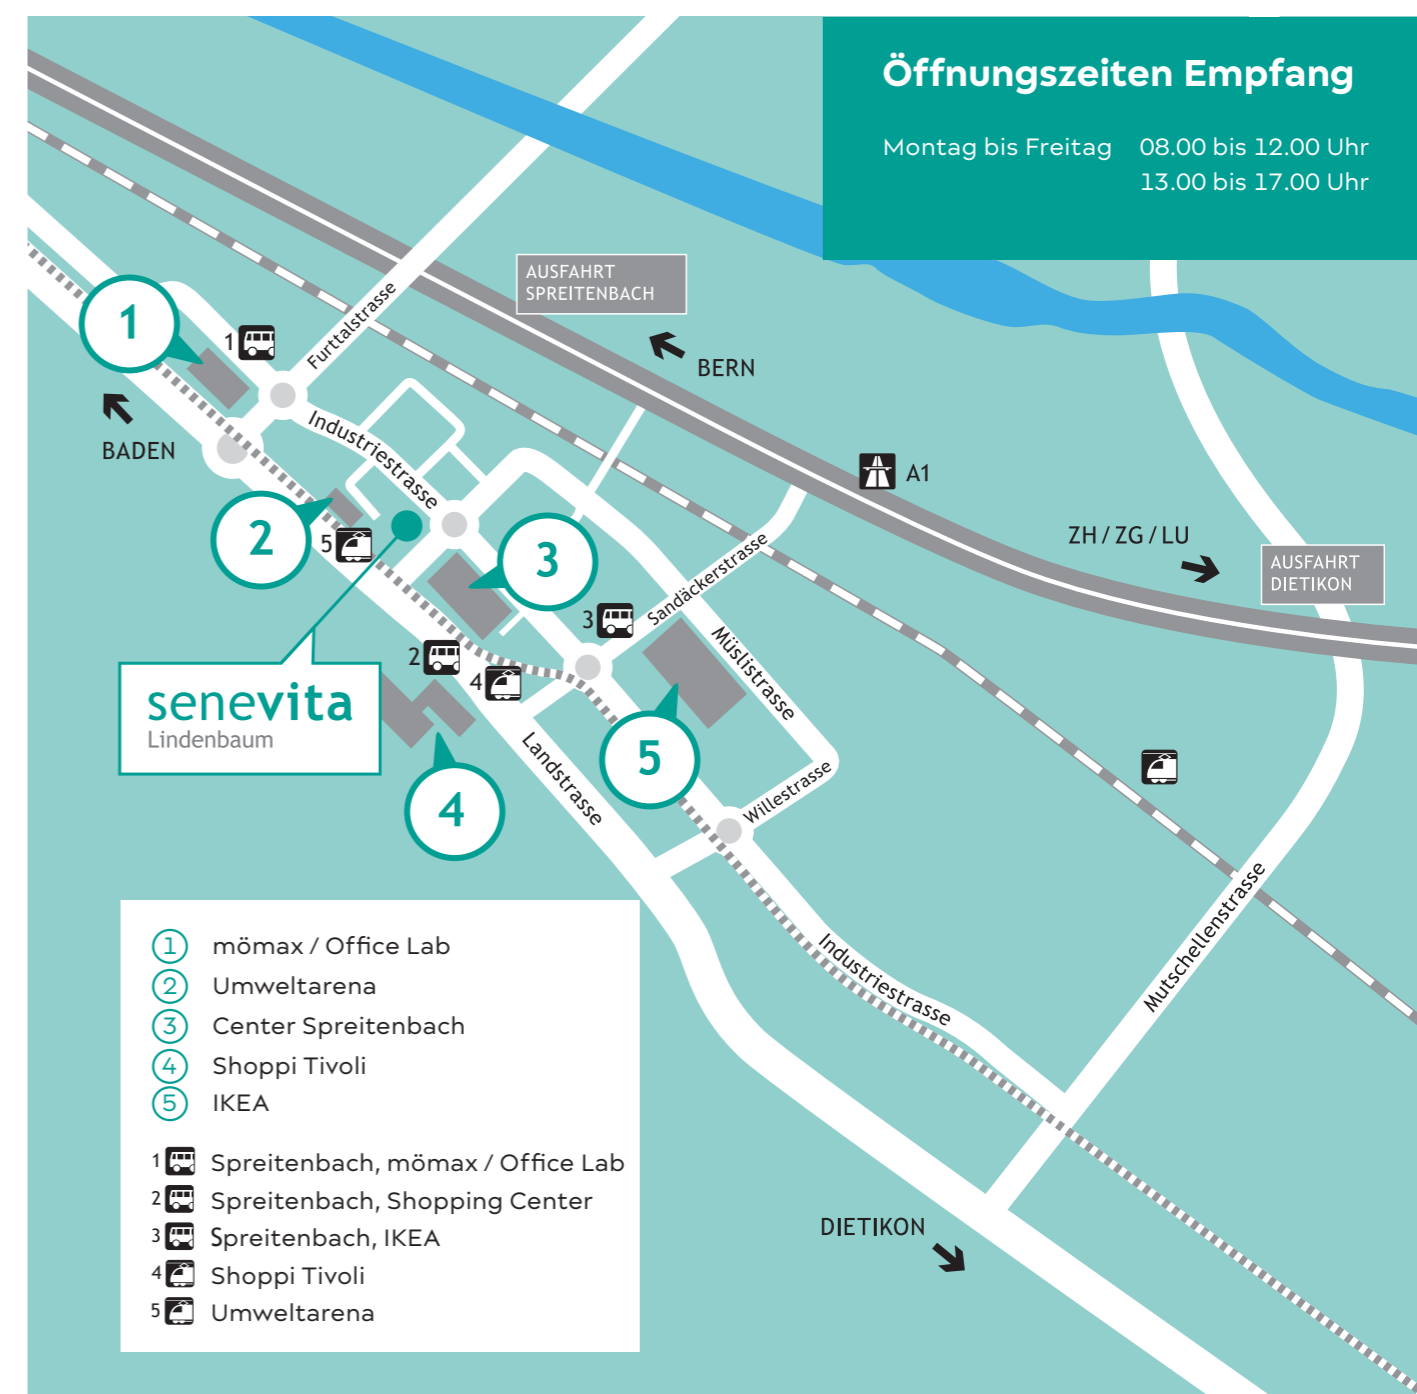 Öffnungszeiten Empfang
Montag bis Freitag 08.00 bis 12.00 Uhr
13.00 bis 17.00 Uhr
AUSFAHRT
SPREITENBACH
BERN
Furttalstrasse
1
1
BADEN
Industriestrasse
A1
2
5
3
ZH / ZG / LU
AUSFAHRT
DIETIKON
Sandäckerstrasse
3
2
4
Müslistrasse
senevita
Lindenbaum
5
4
Landstrasse
Willestrasse
Mutschellenstrasse
Industriestrasse
DIETIKON
1 mömax / Office Lab
2 Umweltarena
3 Center Spreitenbach
4 Shoppi Tivoli
5 IKEA
1 Spreitenbach, mömax / Office Lab
2 Spreitenbach, Shopping Center
3 Spreitenbach, IKEA
4 Shoppi Tivoli
5 Umweltarena